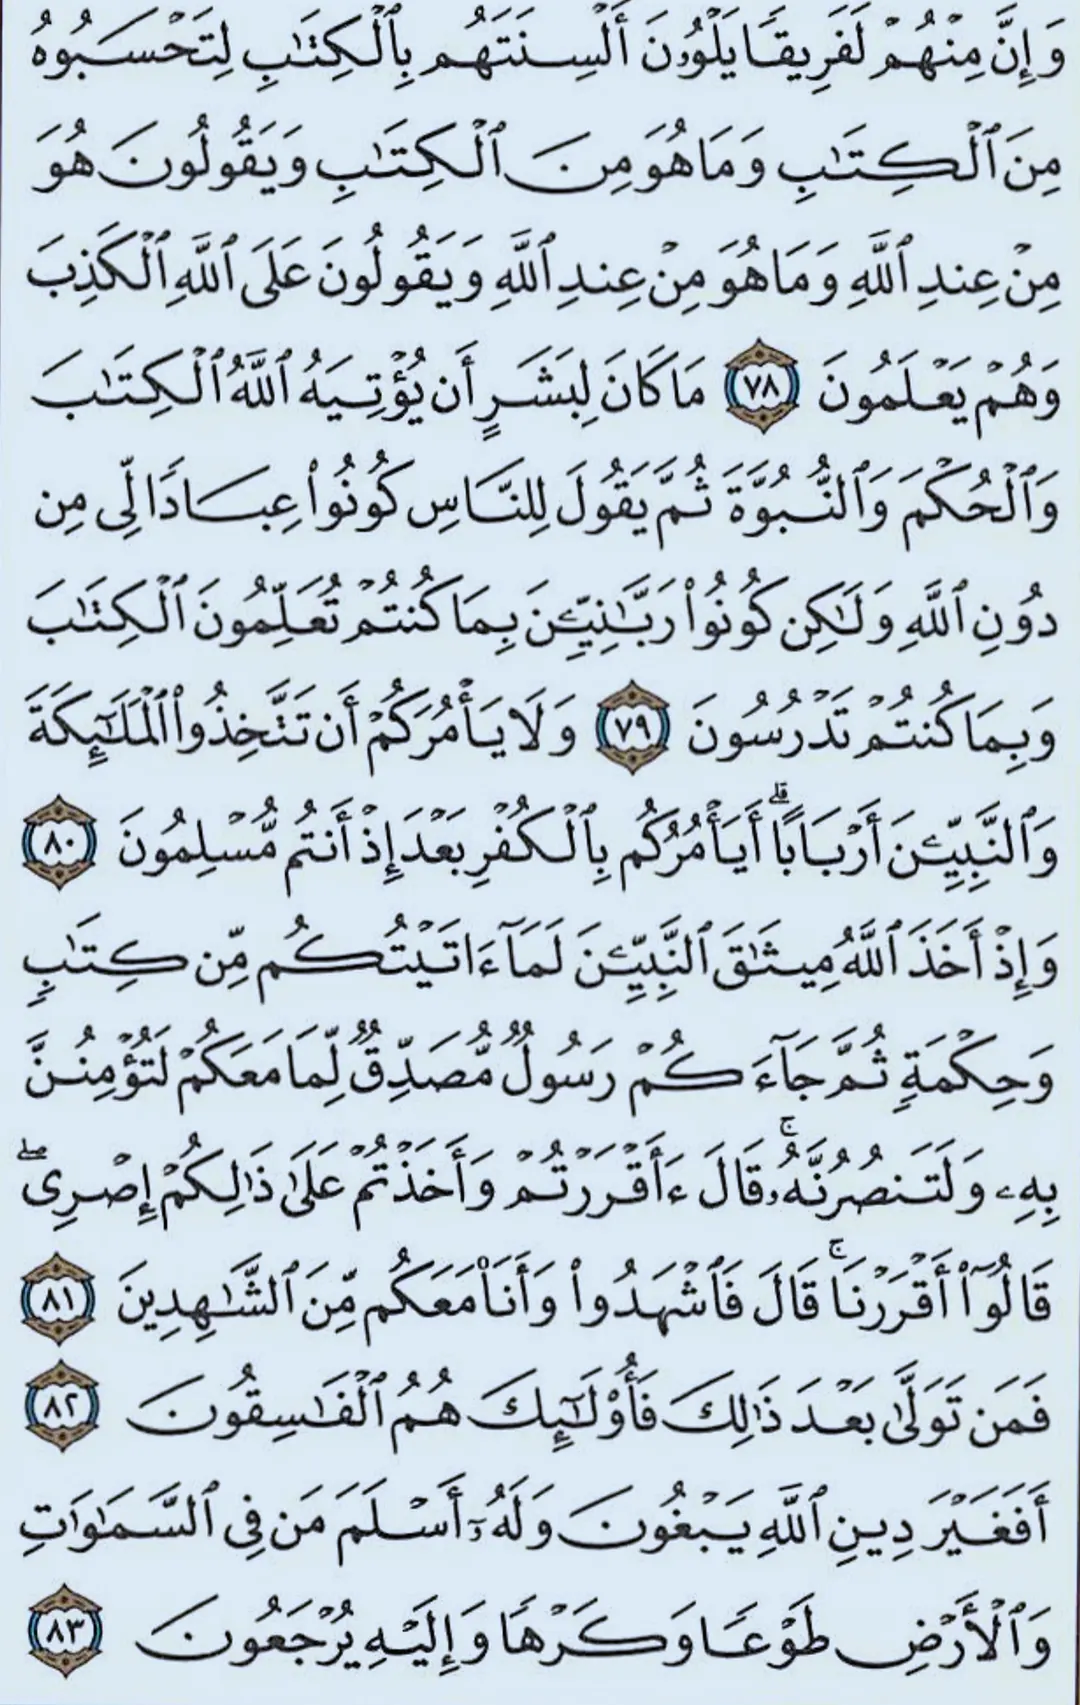 وَإِنَّ مِنْهُمْ لَفَرِيقًا يَلْوُۥنَ أَلْسِنَتَهُم بِٱلْكِتَٰبِ لِتَحْسَبُوهُ
مِنَ ٱلْكِتَٰبِ وَمَا هُوَ مِنَ ٱلْكِتَٰبِ وَيَقُولُونَ هُوَ
مِنْ عِندِ ٱللَّهِ وَمَا هُوَ مِنْ عِندِ ٱللَّهِ وَيَقُولُونَ عَلَى ٱللَّهِ ٱلْكَذِبَ
وَهُمْ يَعْلَمُونَ ٧٨ مَا كَانَ لِبَشَرٍ أَن يُؤْتِيَهُ ٱللَّهُ ٱلْكِتَٰبَ
وَٱلْحُكْمَ وَٱلنُّبُوَّةَ ثُمَّ يَقُولَ لِلنَّاسِ كُونُوا۟ عِبَادًا لِّى مِن
دُونِ ٱللَّهِ وَلَٰكِن كُونُوا۟ رَبَّٰنِيِّـۧنَ بِمَا كُنتُمْ تُعَلِّمُونَ ٱلْكِتَٰبَ
وَبِمَا كُنتُمْ تَدْرُسُونَ ٧٩ وَلَا يَأْمُرَكُمْ أَن تَتَّخِذُوا۟ ٱلْمَلَٰٓئِكَةَ
وَٱلنَّبِيِّـۧنَ أَرْبَابًا ۗ أَيَأْمُرُكُم بِٱلْكُفْرِ بَعْدَ إِذْ أَنتُم مُّسْلِمُونَ ٨٠
وَإِذْ أَخَذَ ٱللَّهُ مِيثَٰقَ ٱلنَّبِيِّـۧنَ لَمَآ ءَاتَيْتُكُم مِّن كِتَٰبٍ
وَحِكْمَةٍ ثُمَّ جَآءَكُمْ رَسُولٌ مُّصَدِّقٌ لِّمَا مَعَكُمْ لَتُؤْمِنُنَّ
بِهِۦ وَلَتَنصُرُنَّهُۥ ۚ قَالَ ءَأَقْرَرْتُمْ وَأَخَذْتُمْ عَلَىٰ ذَٰلِكُمْ إِصْرِى ۖ
قَالُوٓا۟ أَقْرَرْنَا ۚ قَالَ فَٱشْهَدُوا۟ وَأَنَا۠ مَعَكُم مِّنَ ٱلشَّٰهِدِينَ ٨١
فَمَن تَوَلَّىٰ بَعْدَ ذَٰلِكَ فَأُو۟لَٰٓئِكَ هُمُ ٱلْفَٰسِقُونَ ٨٢
أَفَغَيْرَ دِينِ ٱللَّهِ يَبْغُونَ وَلَهُۥٓ أَسْلَمَ مَن فِى ٱلسَّمَٰوَٰتِ
وَٱلْأَرْضِ طَوْعًا وَكَرْهًا وَإِلَيْهِ يُرْجَعُونَ ٨٣